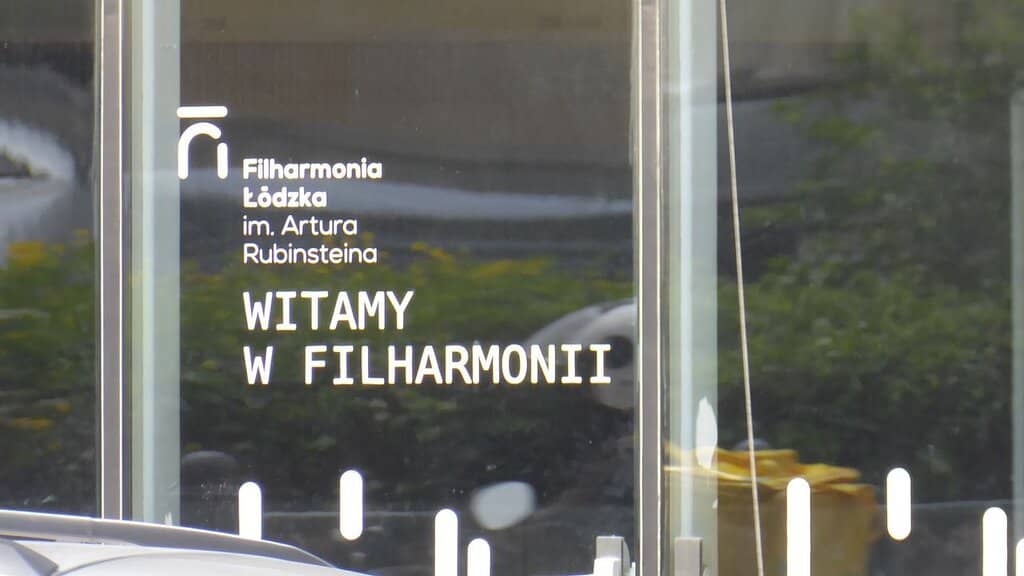 Filharmonia
Łódzka
im. Artura
Rubinsteina
WITAMY
W FILHARMONII